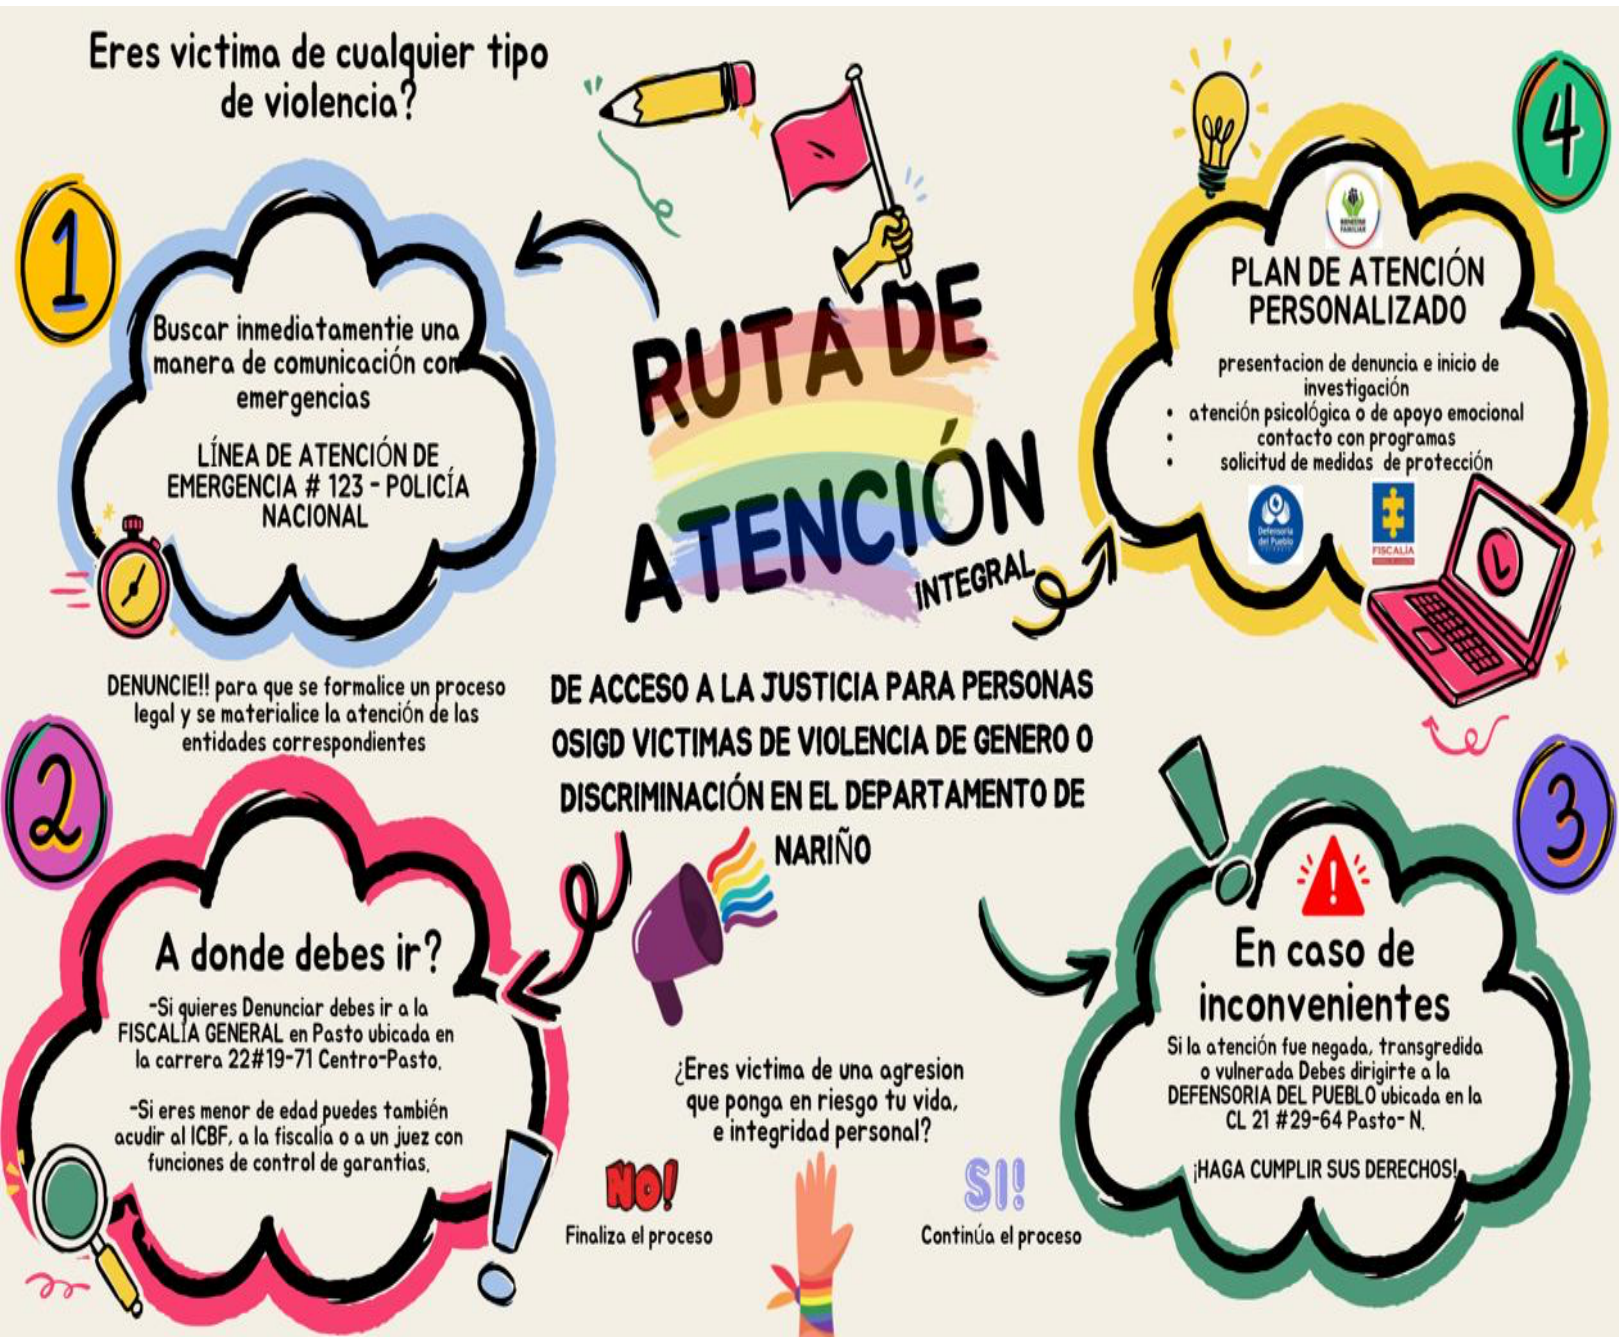 Eres victima de cualquier tipo
de violencia?
1
Buscar inmediatamentie una
manera de comunicación con
emergencias
LÍNEA DE ATENCIÓN DE
EMERGENCIA # 123 - POLICÍA
NACIONAL
DENUNCIE!! para que se formalice un proceso
legal y se materialice la atención de las
entidades correspondientes
2
A donde debes ir?
-Si quieres Denunciar debes ir a la
FISCALÍA GENERAL en Pasto ubicada en
la carrera 22#19-71 Centro-Pasto.
-Si eres menor de edad puedes también
acudir al ICBF, a la fiscalía o a un juez con
funciones de control de garantias.
RUTA DE
ATENCIÓN
INTEGRAL
DE ACCESO A LA JUSTICIA PARA PERSONAS
OSIGD VICTIMAS DE VIOLENCIA DE GENERO O
DISCRIMINACIÓN EN EL DEPARTAMENTO DE
NARIÑO
¿Eres victima de una agresion
que ponga en riesgo tu vida,
e integridad personal?
NO!
Finaliza el proceso
SI!
Continúa el proceso
3
En caso de
inconvenientes
Si la atención fue negada, transgredida
o vulnerada Debes dirigirte a la
DEFENSORIA DEL PUEBLO ubicada en la
CL 21 #29-64 Pasto- N.
¡HAGA CUMPLIR SUS DERECHOS!
4
BIENESTAR
FAMILIAR
PLAN DE ATENCIÓN
PERSONALIZADO
presentacion de denuncia e inicio de
investigación
• atención psicológica o de apoyo emocional
• contacto con programas
• solicitud de medidas de protección
Defensoría
del Pueblo
FISCALÍA